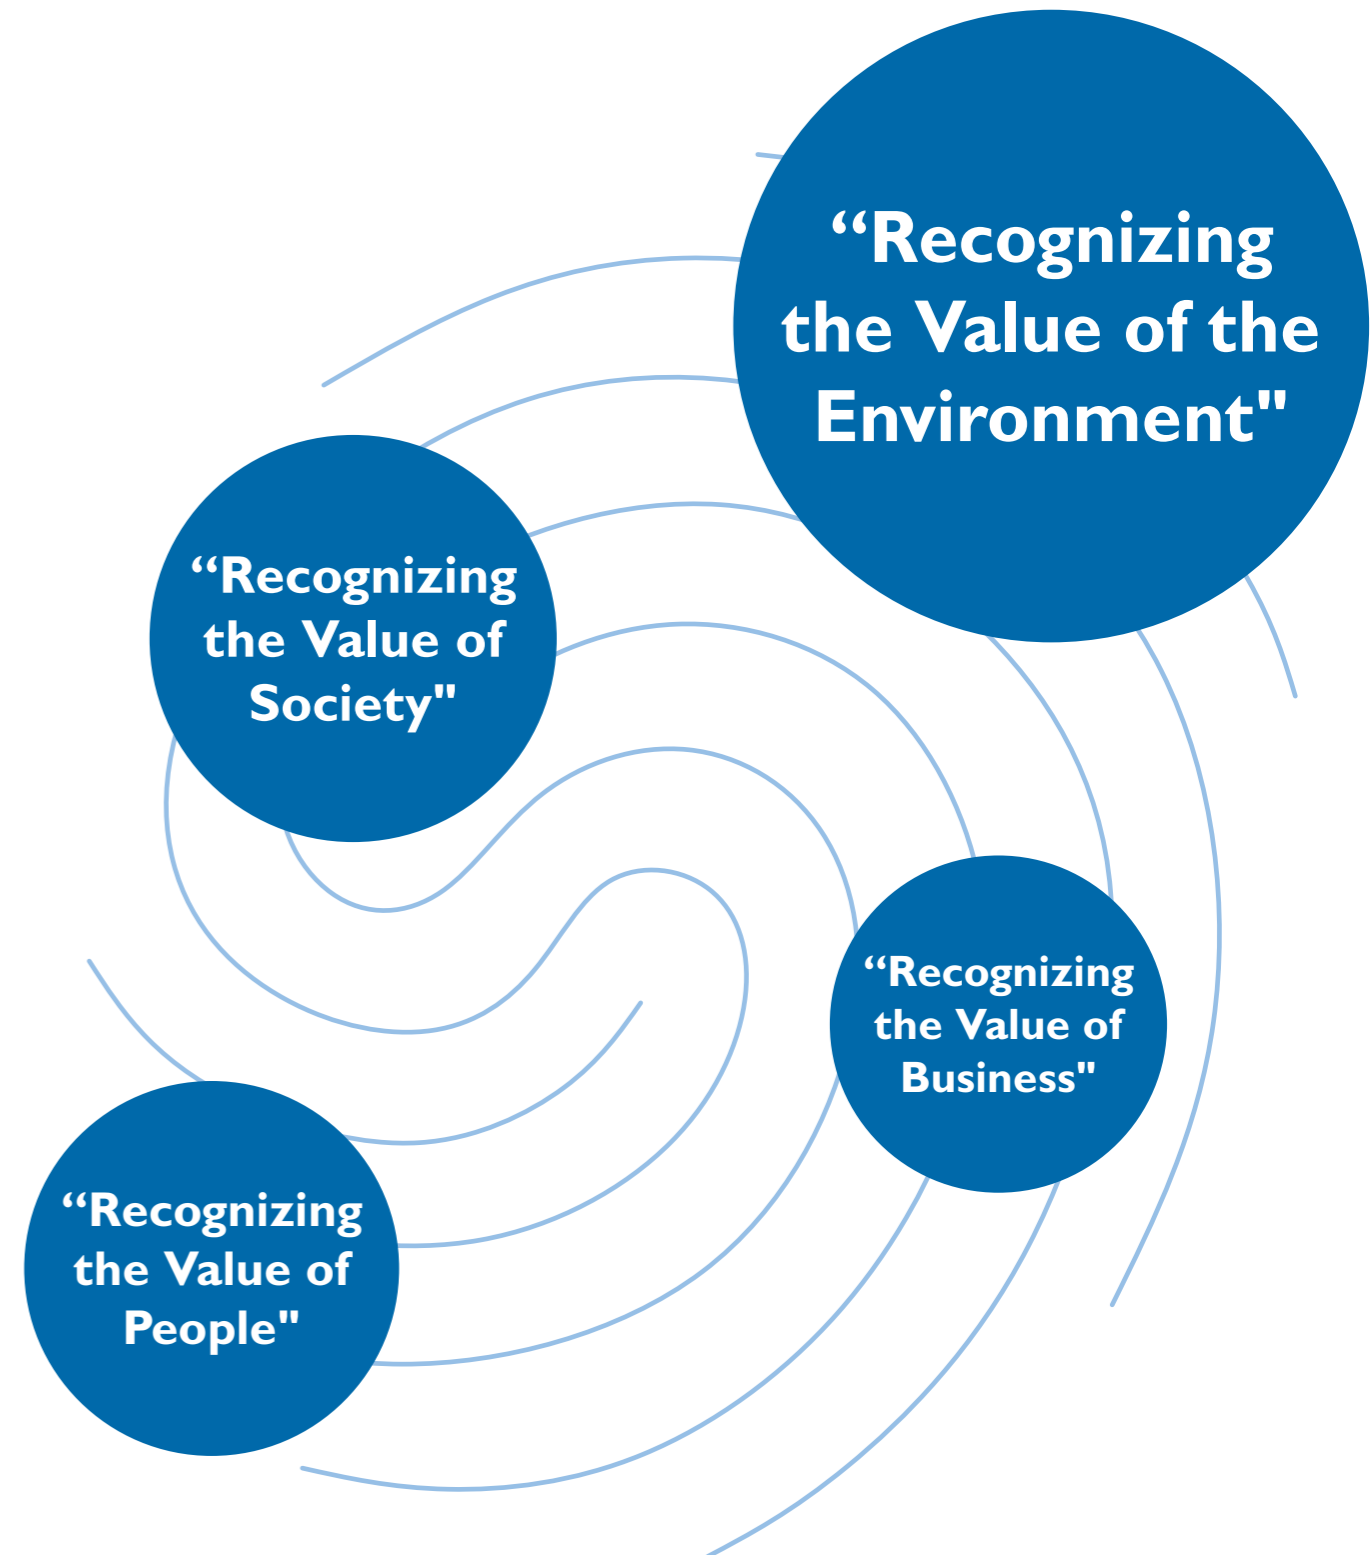 “Recognizing
the Value of the
Environment"
“Recognizing
the Value of
Society"
“Recognizing
the Value of
Business"
“Recognizing
the Value of
People"